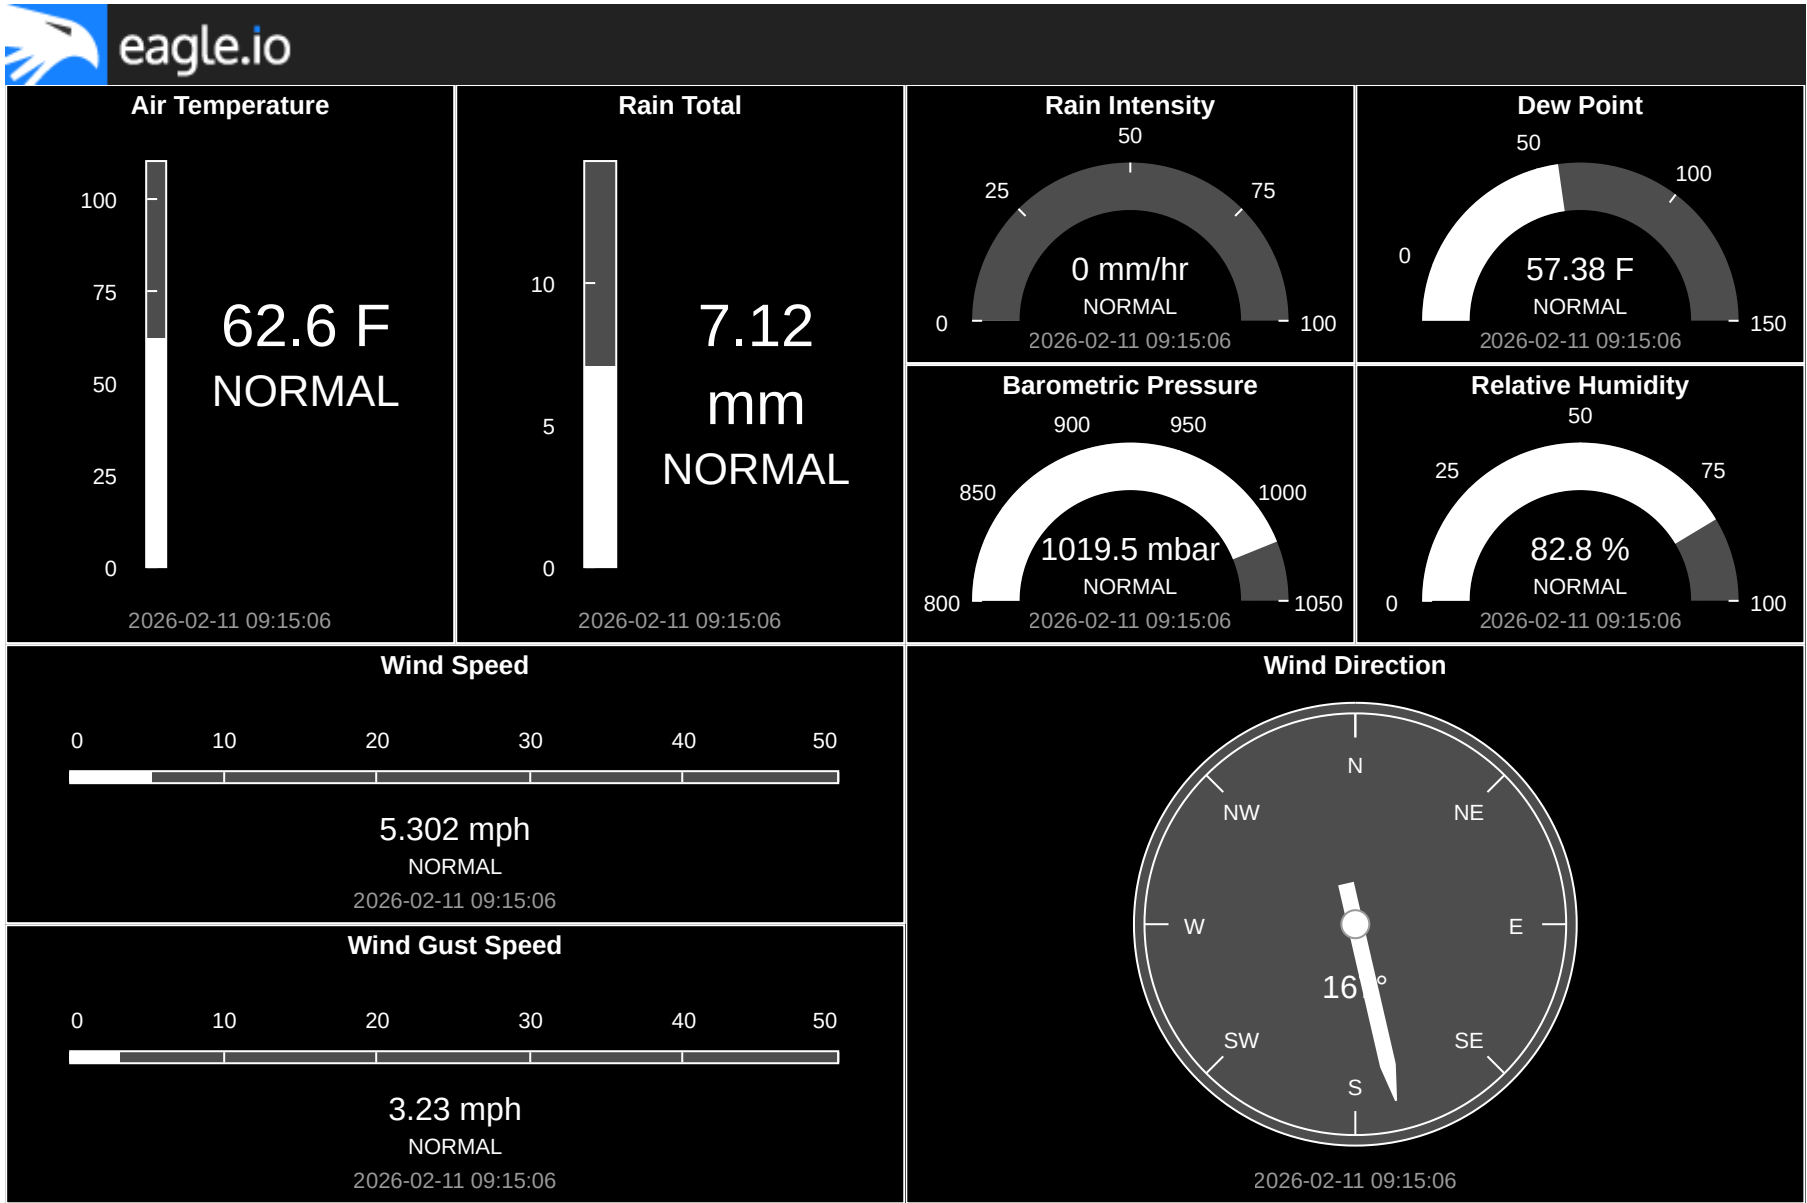 eagle.io
Air Temperature
100
75
50
25
0
62.6 F
NORMAL
2026-02-11 09:15:06
Rain Total
10
5
0
7.12
mm
NORMAL
2026-02-11 09:15:06
Rain Intensity
0
25
50
75
100
0 mm/hr
NORMAL
2026-02-11 09:15:06
Dew Point
0
50
100
150
57.38 F
NORMAL
2026-02-11 09:15:06
Barometric Pressure
800
850
900
950
1000
1050
1019.5 mbar
NORMAL
2026-02-11 09:15:06
Relative Humidity
0
25
50
75
100
82.8 %
NORMAL
2026-02-11 09:15:06
Wind Speed
0 10 20 30 40 50
5.302 mph
NORMAL
2026-02-11 09:15:06
Wind Gust Speed
0 10 20 30 40 50
3.23 mph
NORMAL
2026-02-11 09:15:06
Wind Direction
N
NW NE
W E
SW SE
S
2026-02-11 09:15:06